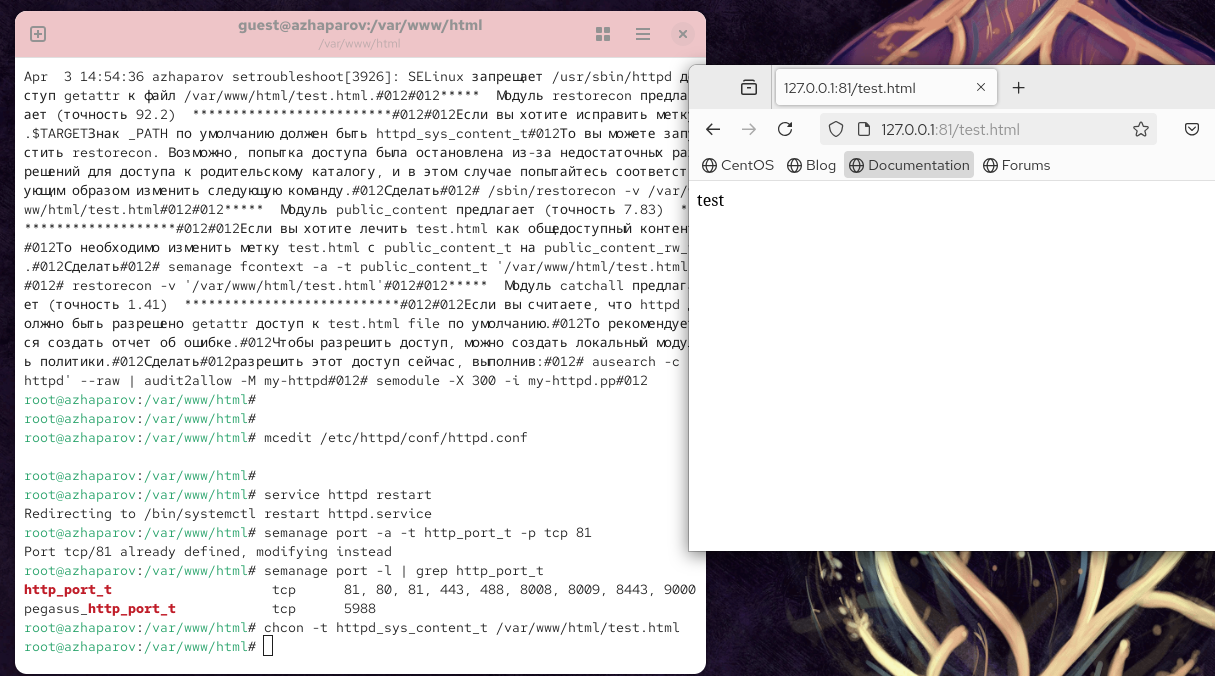 guest@azhaparov:/var/www/html
/var/www/html
Apr  3 14:54:36 azhaparov setroubleshoot[3926]: SELinux запрещает /usr/sbin/httpd до
ступ getattr к файл /var/www/html/test.html.#012#012*****  Модуль restorecon предла
ает (точность 92.2)  *************************#012#012Если вы хотите исправить метк
.$TARGETЗнак _PATH по умолчанию должен быть httpd_sys_content_t#012То вы можете запу
стить restorecon. Возможно, попытка доступа была остановлена из-за недостаточных ра
решений для доступа к родительскому каталогу, и в этом случае попытайтесь соответст
ующим образом изменить следующую команду.#012Сделать#012# /sbin/restorecon -v /var/
ww/html/test.html#012#012*****  Модуль public_content предлагает (точность 7.83)  *
*******************#012#012Если вы хотите лечить test.html как общедоступный контен
#012То необходимо изменить метку test.html с public_content_t на public_content_rw_
.#012Сделать#012# semanage fcontext -a -t public_content_t '/var/www/html/test.html
#012# restorecon -v '/var/www/html/test.html'#012#012*****  Модуль catchall предлаг
ет (точность 1.41)  ***************************#012#012Если вы считаете, что httpd
олжно быть разрешено getattr доступ к test.html file по умолчанию.#012То рекомендуе
ся создать отчет об ошибке.#012Чтобы разрешить доступ, можно создать локальный моду
ь политики.#012Сделать#012разрешить этот доступ сейчас, выполнив:#012# ausearch -c
httpd' --raw | audit2allow -M my-httpd#012# semodule -X 300 -i my-httpd.pp#012
root@azhaparov:/var/www/html#
root@azhaparov:/var/www/html#
root@azhaparov:/var/www/html# mcedit /etc/httpd/conf/httpd.conf
root@azhaparov:/var/www/html#
root@azhaparov:/var/www/html# service httpd restart
Redirecting to /bin/systemctl restart httpd.service
root@azhaparov:/var/www/html# semanage port -a -t http_port_t -p tcp 81
Port tcp/81 already defined, modifying instead
root@azhaparov:/var/www/html# semanage port -l | grep http_port_t
http_port_t                    tcp      81, 80, 81, 443, 488, 8008, 8009, 8443, 9000
pegasus_http_port_t            tcp      5988
root@azhaparov:/var/www/html# chcon -t httpd_sys_content_t /var/www/html/test.html
root@azhaparov:/var/www/html#
127.0.0.1:81/test.html
127.0.0.1:81/test.html
CentOS Blog Documentation Forums
test